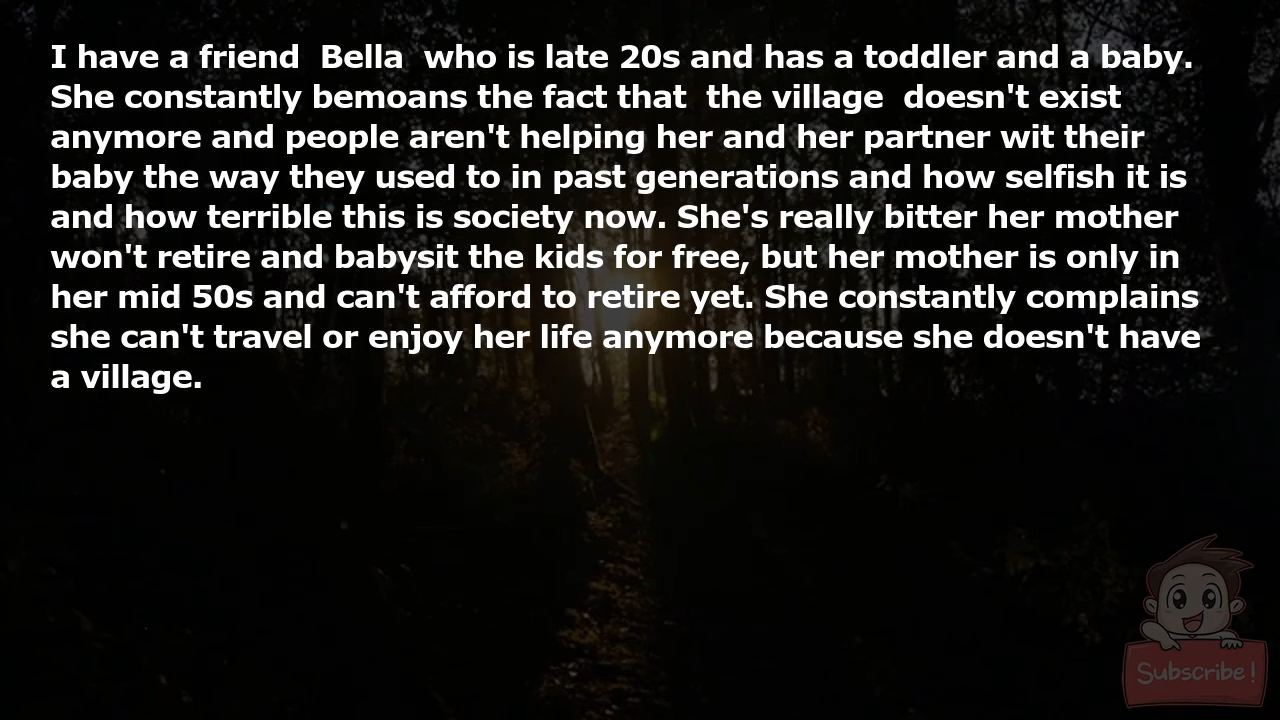 I have a friend  Bella  who is late 20s and has a toddler and a baby.
She constantly bemoans the fact that  the village  doesn't exist
anymore and people aren't helping her and her partner wit their
baby the way they used to in past generations and how selfish it is
and how terrible this is society now. She's really bitter her mother
won't retire and babysit the kids for free, but her mother is only in
her mid 50s and can't afford to retire yet. She constantly complains
she can't travel or enjoy her life anymore because she doesn't have
a village.
Subscribe!